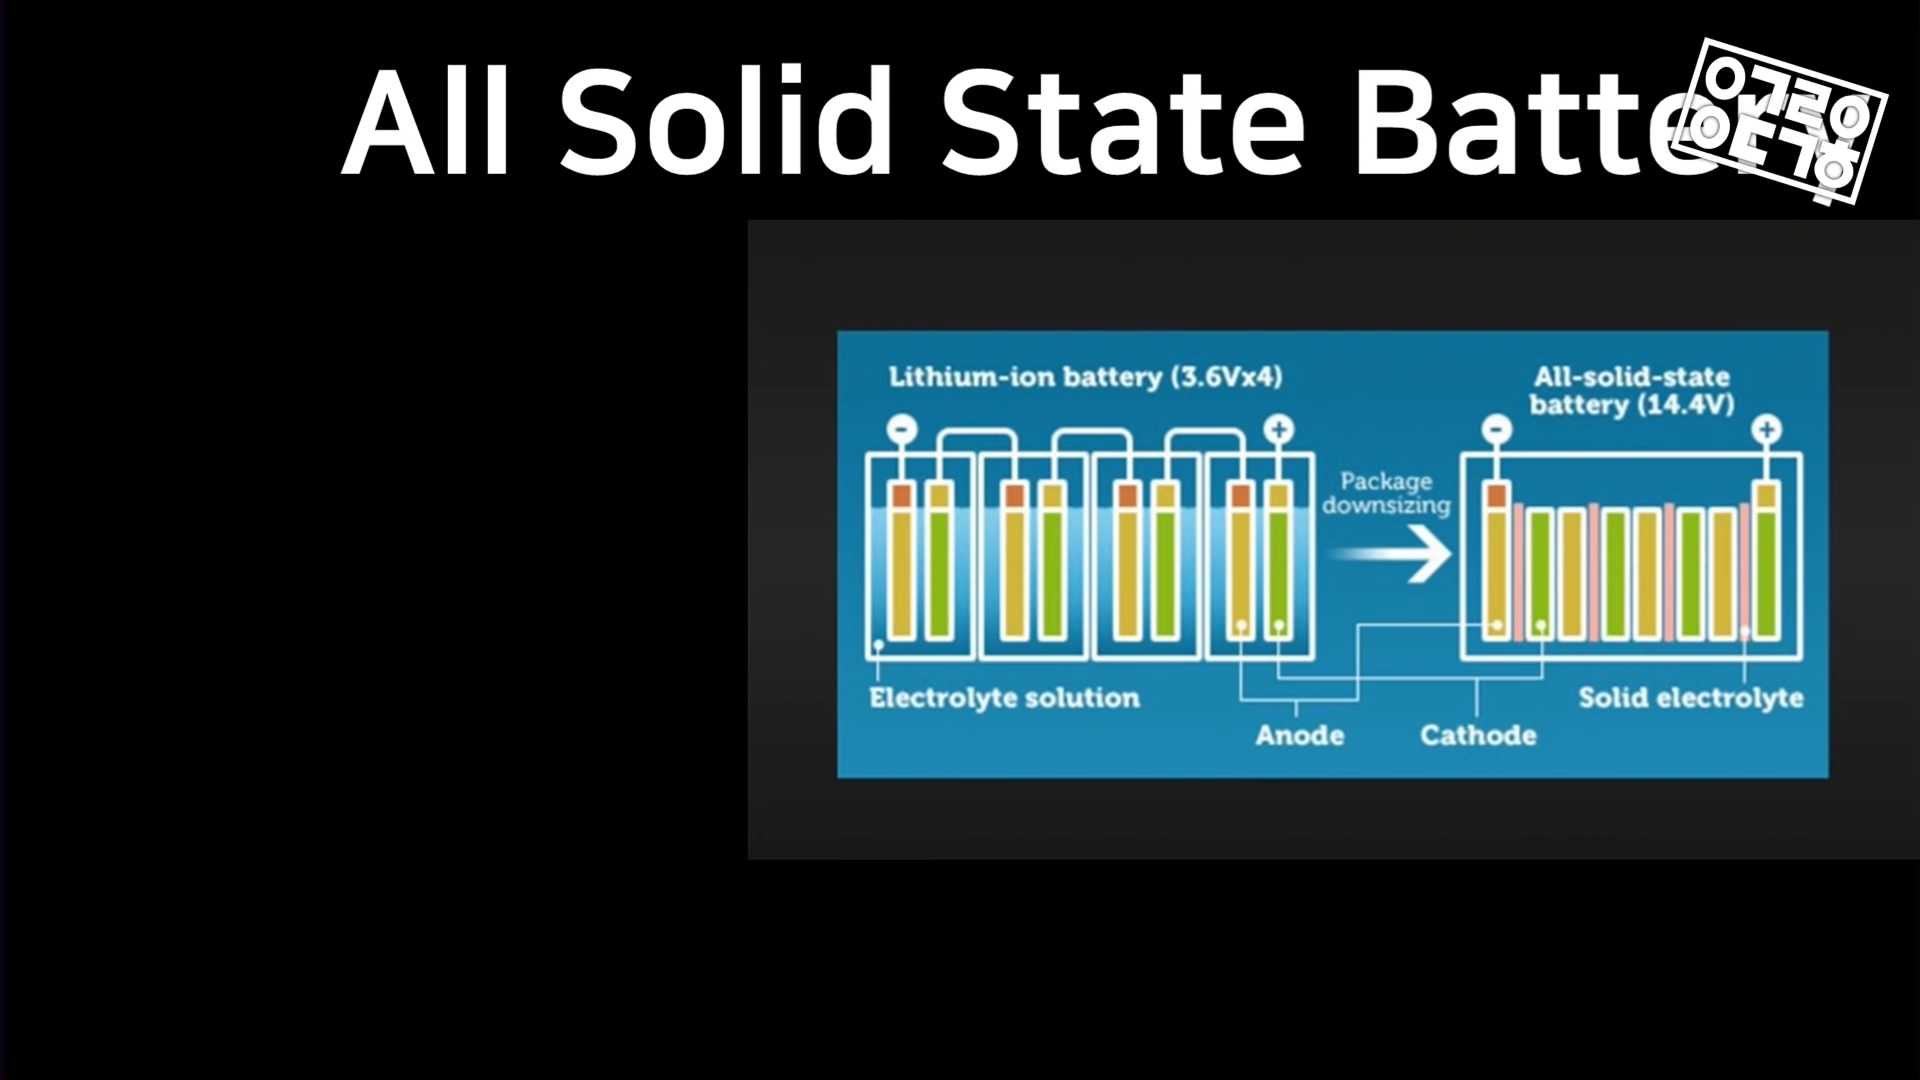 All Solid State Battery
Lithium-ion battery (3.6Vx4)
All-solid-state
battery (14.4V)
- + - +
Package
downsizing
Electrolyte solution
Solid electrolyte
Anode
Cathode